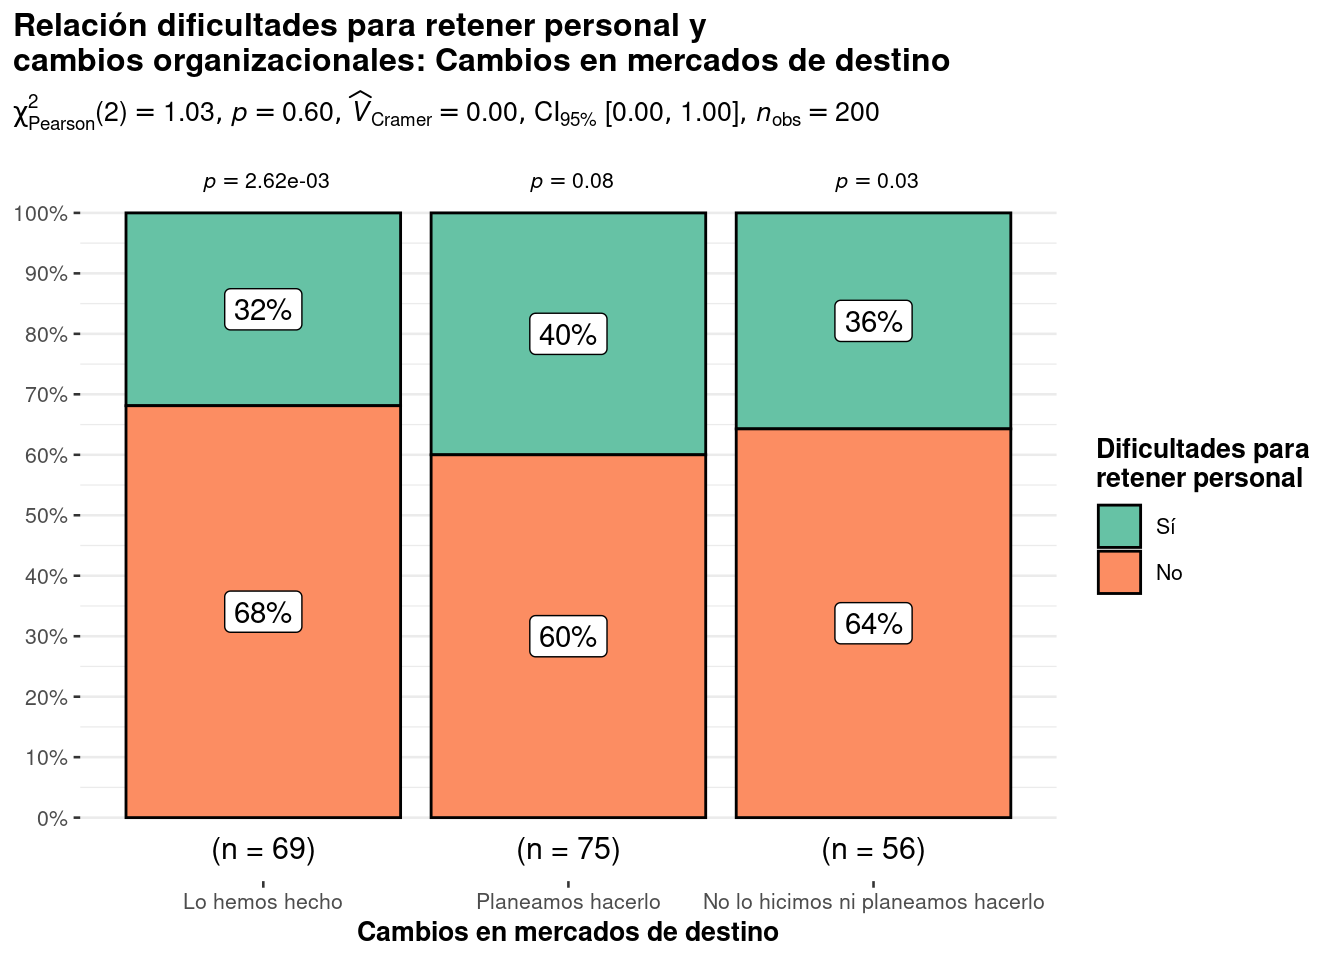 Relación dificultades para retener personal y
cambios organizacionales: Cambios en mercados de destino
χ²Pearson(2) = 1.03, p = 0.60, V̂Cramer = 0.00, CI95% [0.00, 1.00], nobs = 200
p = 2.62e-03 p = 0.08 p = 0.03
100%
90%
80%
70%
60%
50%
40%
30%
20%
10%
0%
32% 40% 36%
68% 60% 64%
(n = 69) (n = 75) (n = 56)
Lo hemos hecho Planeamos hacerlo No lo hicimos ni planeamos hacerlo
Cambios en mercados de destino
Dificultades para
retener personal
Sí
No